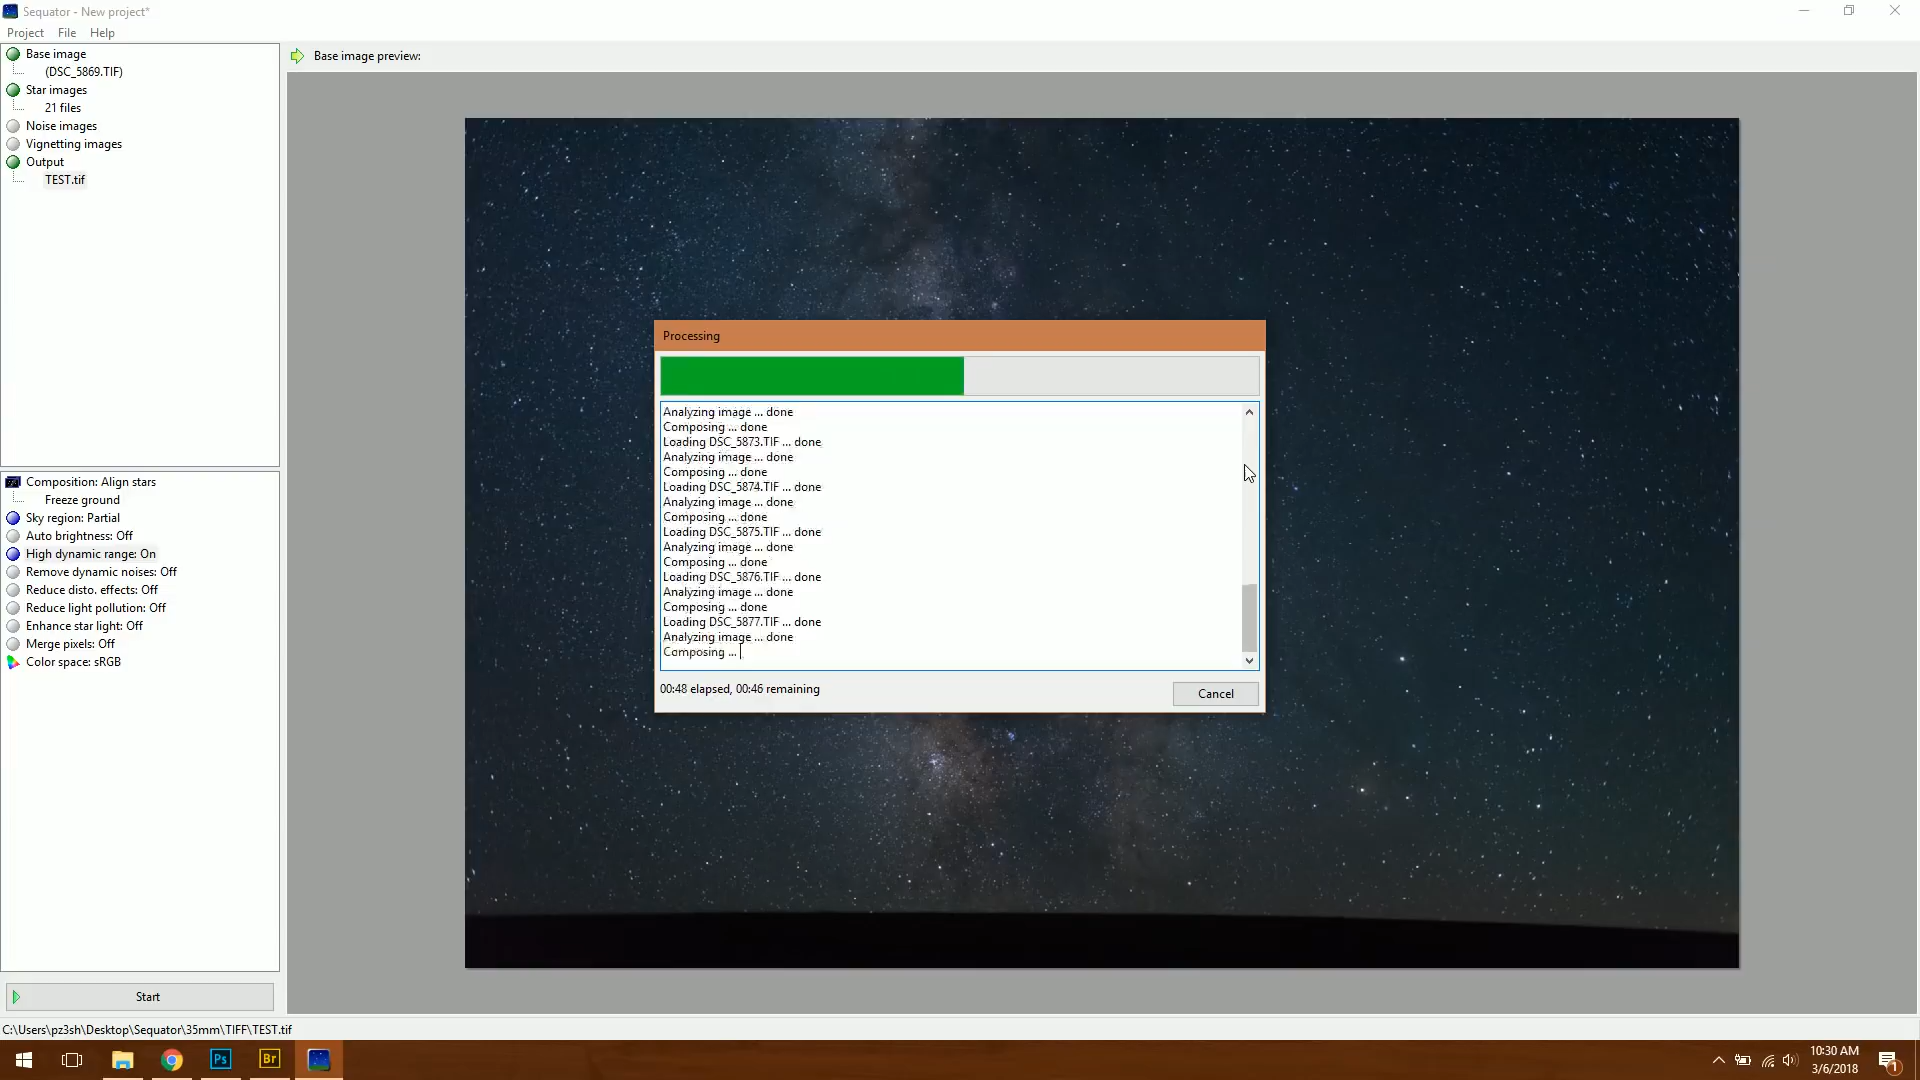 Sequator - New project*
Project File Help
Base image
(DSC_5869.TIF)
Star images
21 files
Noise images
Vignetting images
Output
TEST.tif
Composition: Align stars
Freeze ground
Sky region: Partial
Auto brightness: Off
High dynamic range: On
Remove dynamic noises: Off
Reduce disto. effects: Off
Reduce light pollution: Off
Enhance star light: Off
Merge pixels: Off
Color space: sRGB
Start
Base image preview:
Processing
Analyzing image ... done
Composing ... done
Loading DSC_5873.TIF ... done
Analyzing image ... done
Composing ... done
Loading DSC_5874.TIF ... done
Analyzing image ... done
Composing ... done
Loading DSC_5875.TIF ... done
Analyzing image ... done
Composing ... done
Loading DSC_5876.TIF ... done
Analyzing image ... done
Composing ... done
Loading DSC_5877.TIF ... done
Analyzing image ... done
Composing ...
00:48 elapsed, 00:46 remaining
Cancel
C:\Users\pz3sh\Desktop\Sequator\35mm\TIFF\TEST.tif
Ps Br
10:30 AM
3/6/2018
1